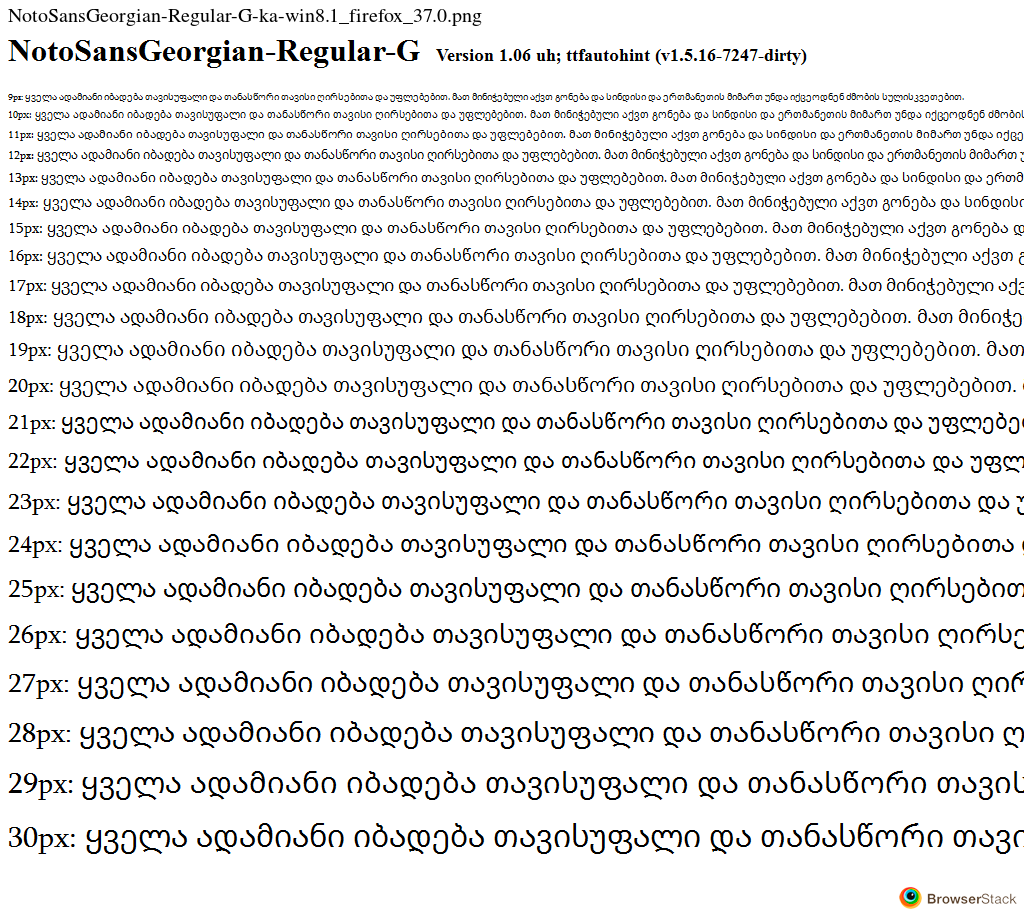 NotoSansGeorgian-Regular-G-ka-win8.1_firefox_37.0.png
NotoSansGeorgian-Regular-G Version 1.06 uh; ttfautohint (v1.5.16-7247-dirty)
9px: ყველა ადამიანი იბადება თავისუფალი და თანასწორი თავისი ღირსებითა და უფლებებით. მათ მინიჭებული აქვთ გონება და სინდისი და ერთმანეთის მიმართ უნდა იქცეოდნენ ძმობის სულისკვეთებით.
10px: ყველა ადამიანი იბადება თავისუფალი და თანასწორი თავისი ღირსებითა და უფლებებით. მათ მინიჭებული აქვთ გონება და სინდისი და ერთმანეთის მიმართ უნდა იქცეოდნენ ძმობის
11px: ყველა ადამიანი იბადება თავისუფალი და თანასწორი თავისი ღირსებითა და უფლებებით. მათ მინიჭებული აქვთ გონება და სინდისი და ერთმანეთის მიმართ უნდა იქცე
12px: ყველა ადამიანი იბადება თავისუფალი და თანასწორი თავისი ღირსებითა და უფლებებით. მათ მინიჭებული აქვთ გონება და სინდისი და ერთმანეთის მიმართ
13px: ყველა ადამიანი იბადება თავისუფალი და თანასწორი თავისი ღირსებითა და უფლებებით. მათ მინიჭებული აქვთ გონება და სინდისი და ერთმ
14px: ყველა ადამიანი იბადება თავისუფალი და თანასწორი თავისი ღირსებითა და უფლებებით. მათ მინიჭებული აქვთ გონება და სინდისი
15px: ყველა ადამიანი იბადება თავისუფალი და თანასწორი თავისი ღირსებითა და უფლებებით. მათ მინიჭებული აქვთ გონება დ
16px: ყველა ადამიანი იბადება თავისუფალი და თანასწორი თავისი ღირსებითა და უფლებებით. მათ მინიჭებული აქვთ გ
17px: ყველა ადამიანი იბადება თავისუფალი და თანასწორი თავისი ღირსებითა და უფლებებით. მათ მინიჭებული აქვ
18px: ყველა ადამიანი იბადება თავისუფალი და თანასწორი თავისი ღირსებითა და უფლებებით. მათ მინიჭე
19px: ყველა ადამიანი იბადება თავისუფალი და თანასწორი თავისი ღირსებითა და უფლებებით. მათ
20px: ყველა ადამიანი იბადება თავისუფალი და თანასწორი თავისი ღირსებითა და უფლებებით.
21px: ყველა ადამიანი იბადება თავისუფალი და თანასწორი თავისი ღირსებითა და უფლებე
22px: ყველა ადამიანი იბადება თავისუფალი და თანასწორი თავისი ღირსებითა და უფლ
23px: ყველა ადამიანი იბადება თავისუფალი და თანასწორი თავისი ღირსებითა და
24px: ყველა ადამიანი იბადება თავისუფალი და თანასწორი თავისი ღირსებითა
25px: ყველა ადამიანი იბადება თავისუფალი და თანასწორი თავისი ღირსებით
26px: ყველა ადამიანი იბადება თავისუფალი და თანასწორი თავისი ღირსე
27px: ყველა ადამიანი იბადება თავისუფალი და თანასწორი თავისი ღირ
28px: ყველა ადამიანი იბადება თავისუფალი და თანასწორი თავისი ღ
29px: ყველა ადამიანი იბადება თავისუფალი და თანასწორი თავის
30px: ყველა ადამიანი იბადება თავისუფალი და თანასწორი თავი
BrowserStack